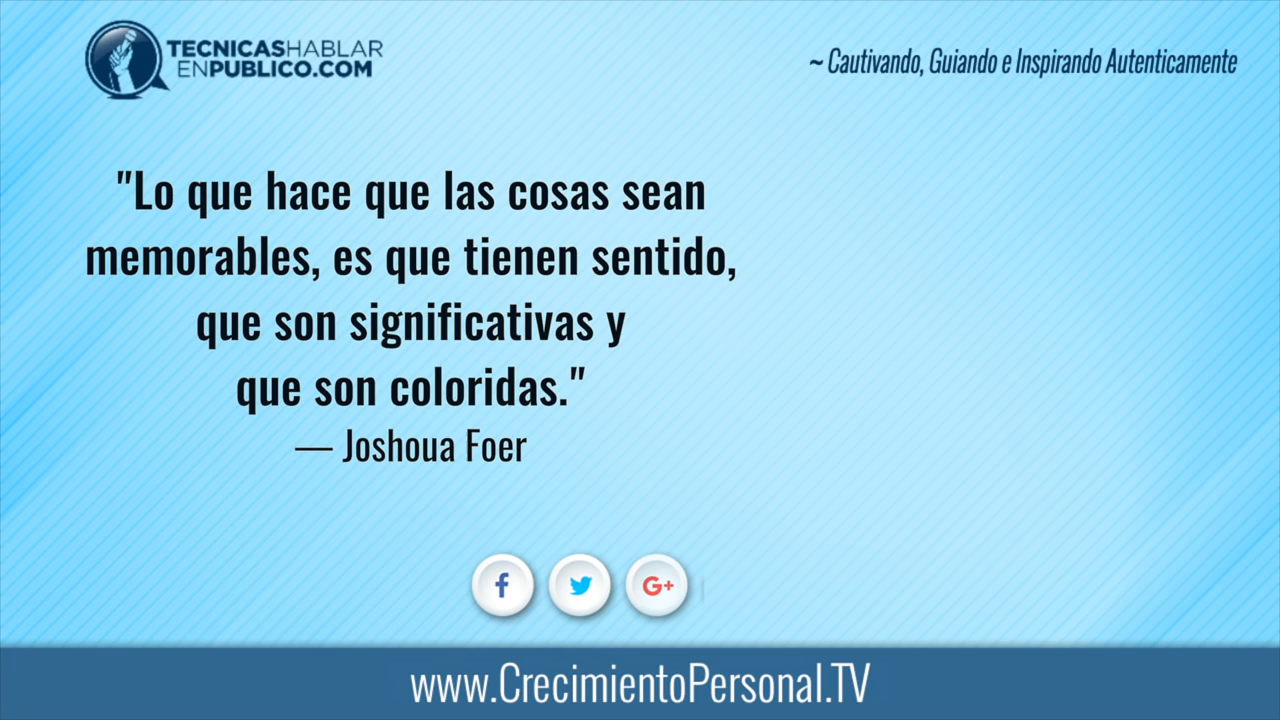 TECNICASHABLAR
ENPUBLICO.COM
~ Cautivando, Guiando e Inspirando Autenticamente
"Lo que hace que las cosas sean
memorables, es que tienen sentido,
que son significativas y
que son coloridas."
— Joshoua Foer
f
G+
www.CrecimientoPersonal.TV